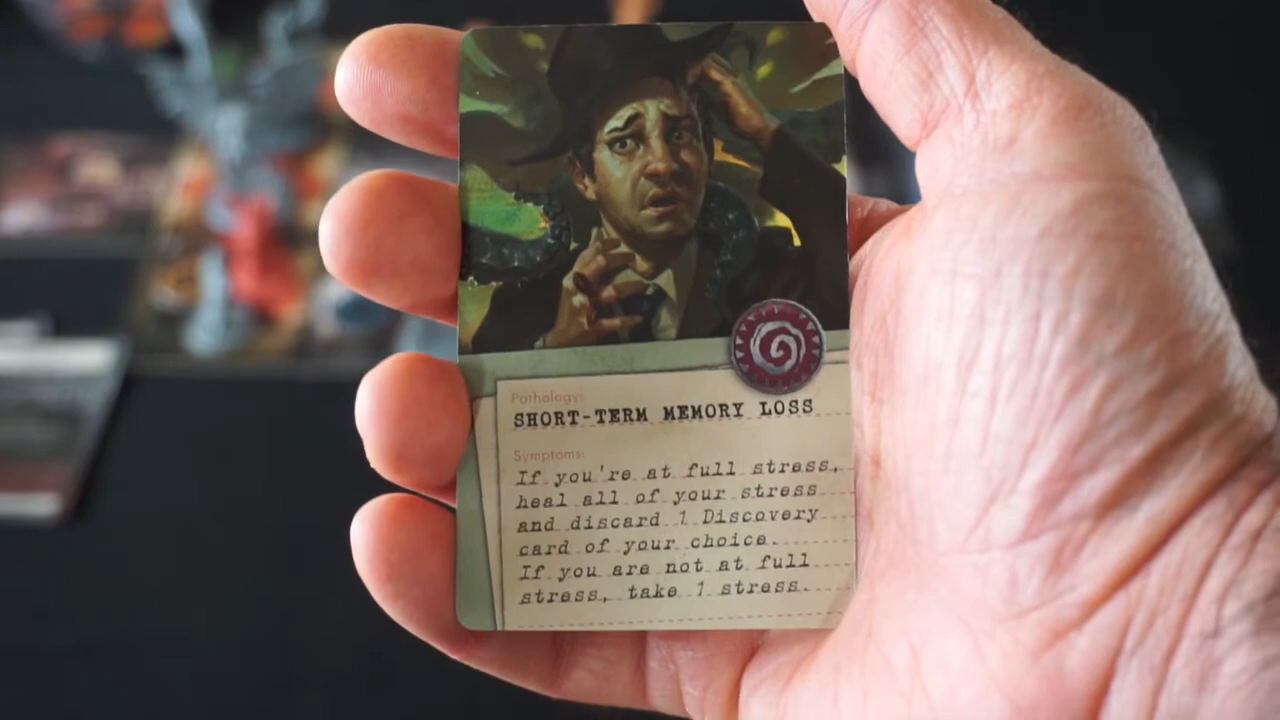 Pathology:
SHORT-TERM MEMORY LOSS
Symptoms:
If you're at full stress,
heal all of your stress
and discard 1 Discovery
card of your choice.
If you are not at full
stress, take 1 stress.